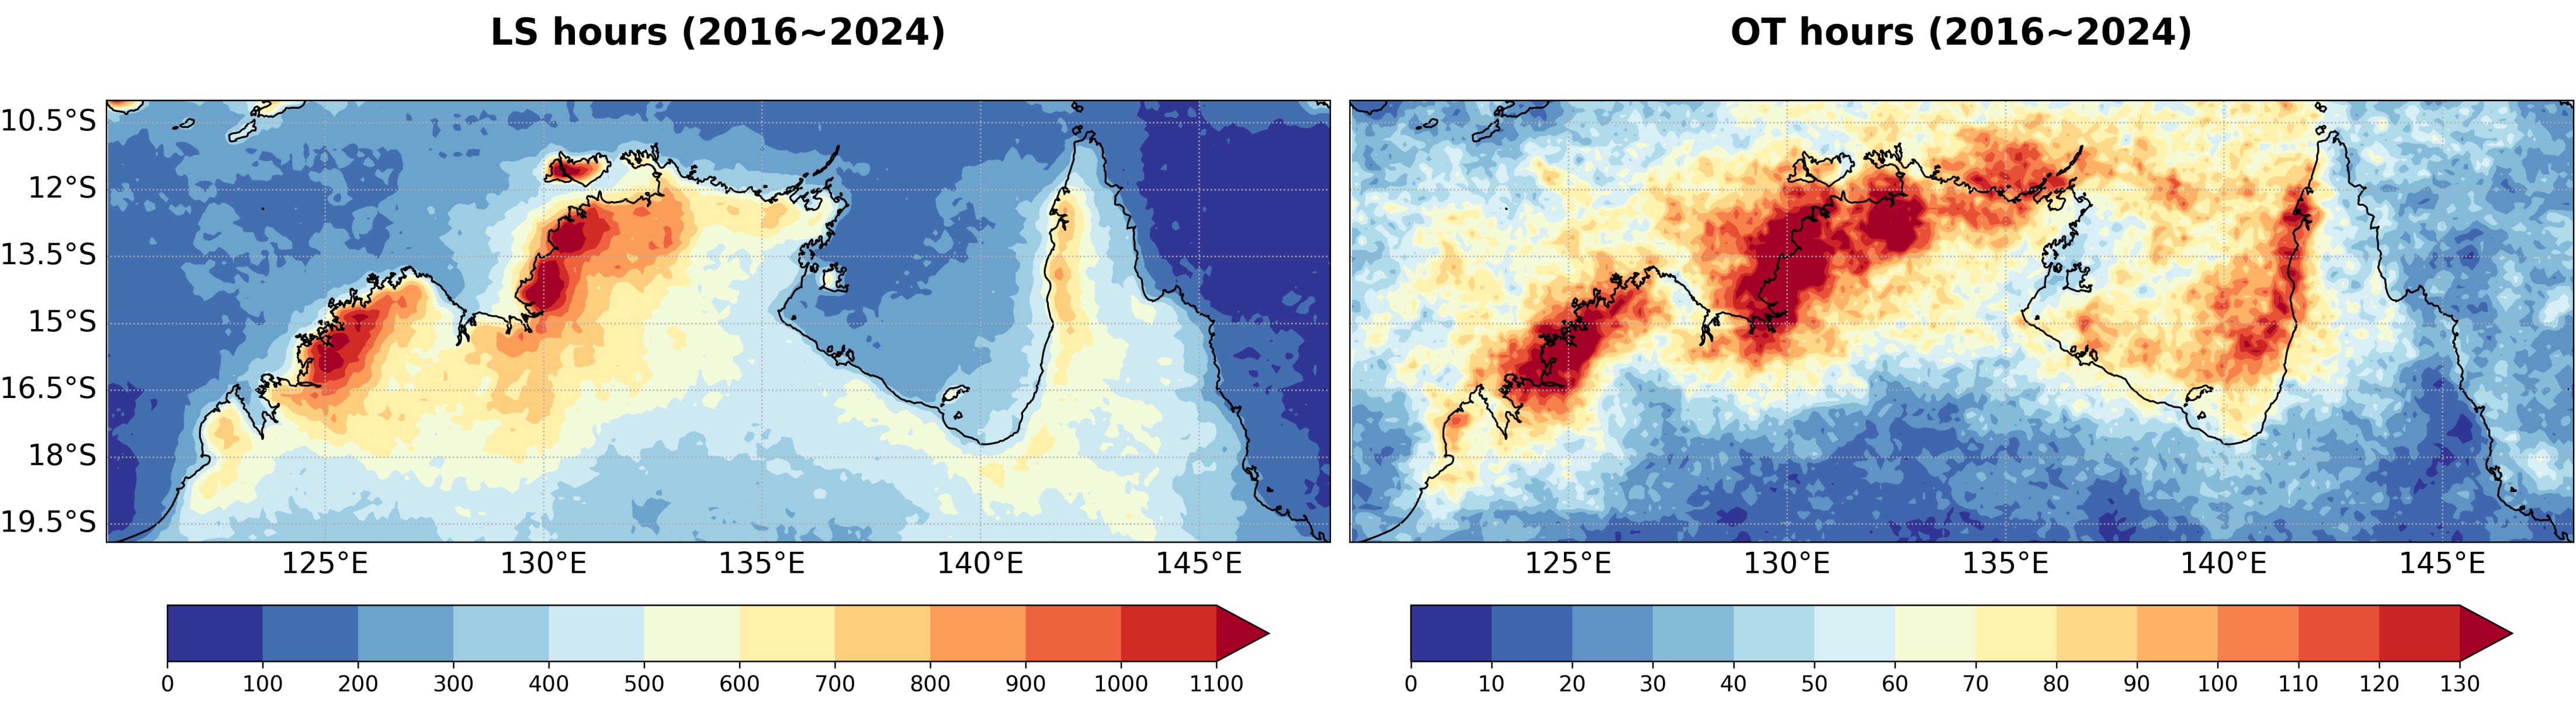 LS hours (2016~2024)
OT hours (2016~2024)
10.5°S
12°S
13.5°S
15°S
16.5°S
18°S
19.5°S
125°E 130°E 135°E 140°E 145°E
125°E 130°E 135°E 140°E 145°E
0 100 200 300 400 500 600 700 800 900 1000 1100
0 10 20 30 40 50 60 70 80 90 100 110 120 130